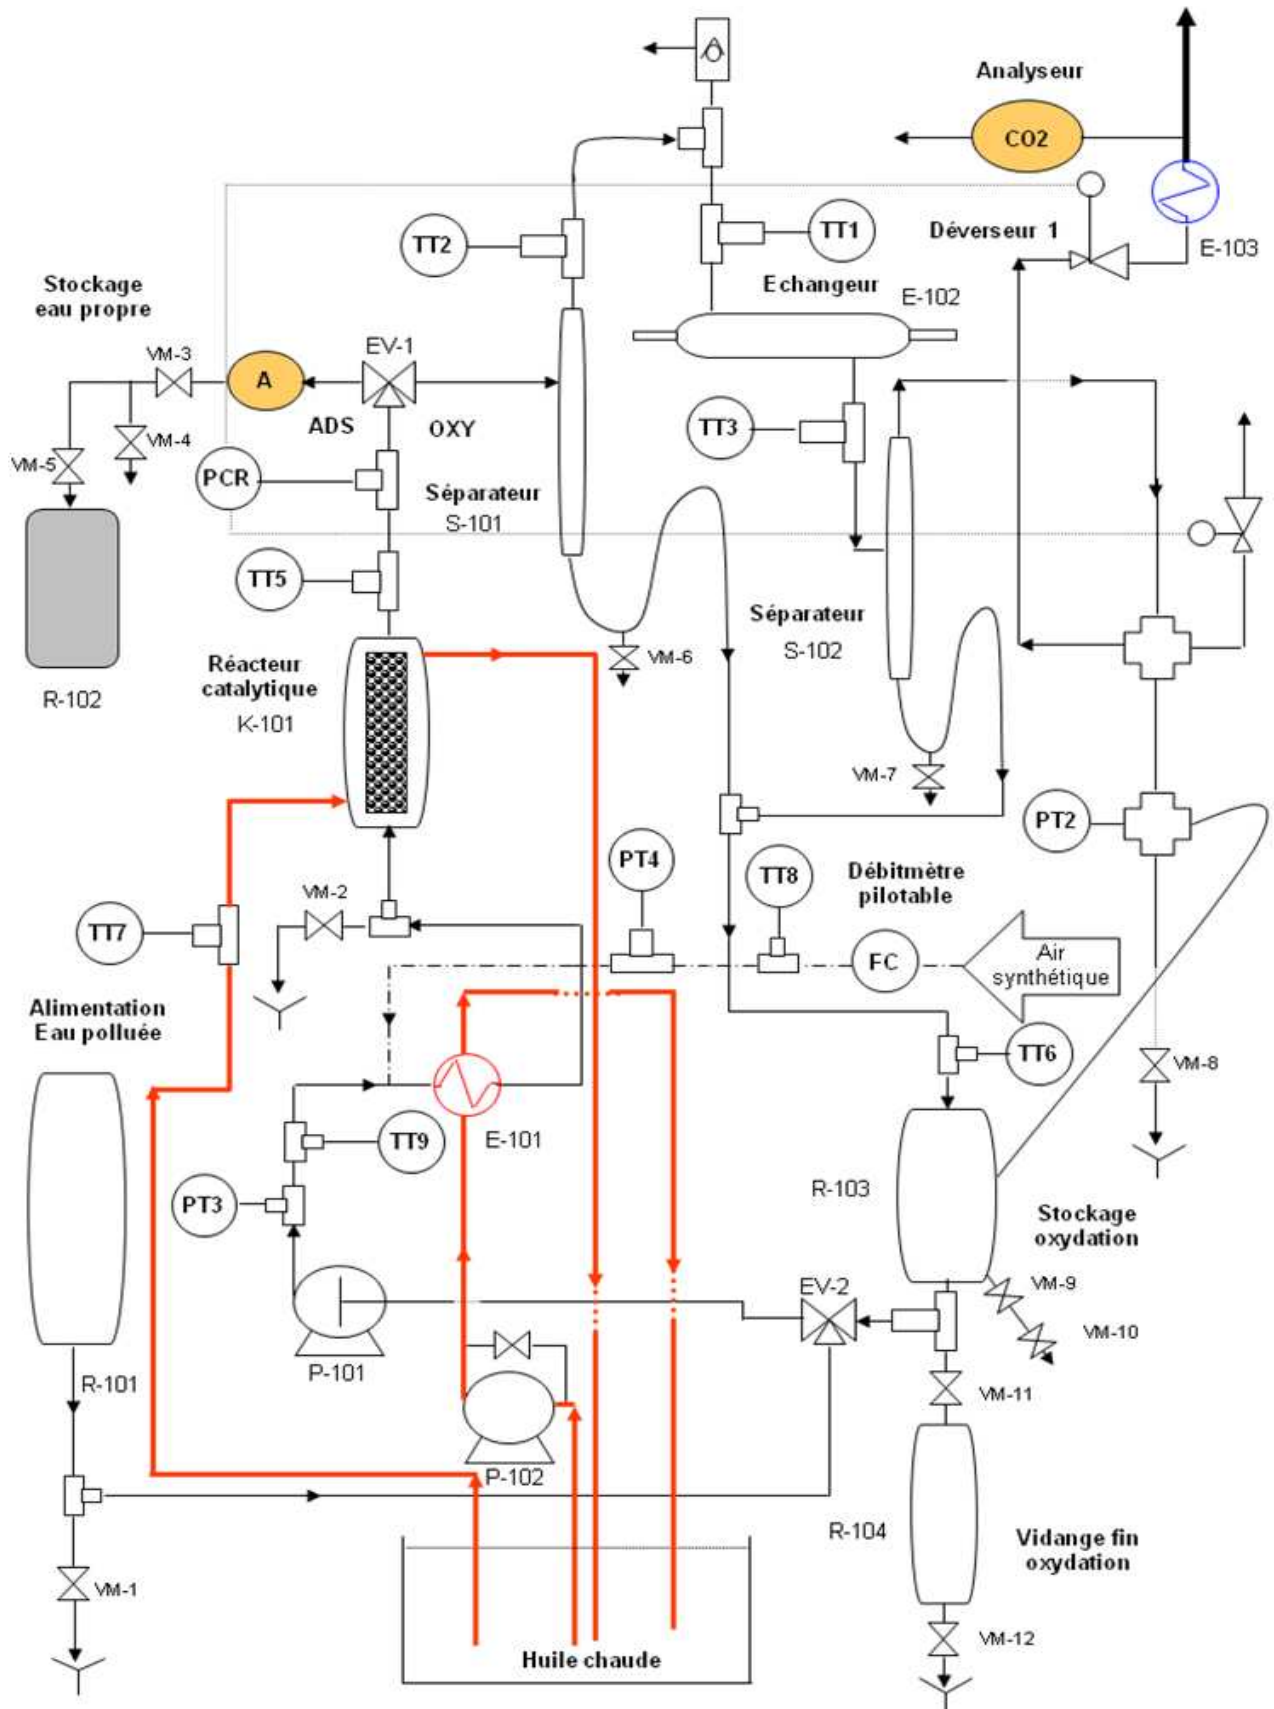 Analyseur
CO2
TT2
TT1
Déverseur 1
E-103
Stockage
eau propre
Echangeur
E-102
VM-3
EV-1
A
ADS
OXY
TT3
VM-4
VM-5
PCR
Séparateur
S-101
TT5
Séparateur
S-102
VM-6
Réacteur
catalytique
K-101
R-102
VM-7
PT2
PT4
TT8
Débitmètre
pilotable
VM-2
TT7
FC
Air
synthétique
Alimentation
Eau polluée
TT6
VM-8
TT9
E-101
PT3
R-103
Stockage
oxydation
EV-2
VM-9
VM-10
P-101
R-101
VM-11
P-102
R-104
Vidange fin
oxydation
VM-1
VM-12
Huile chaude